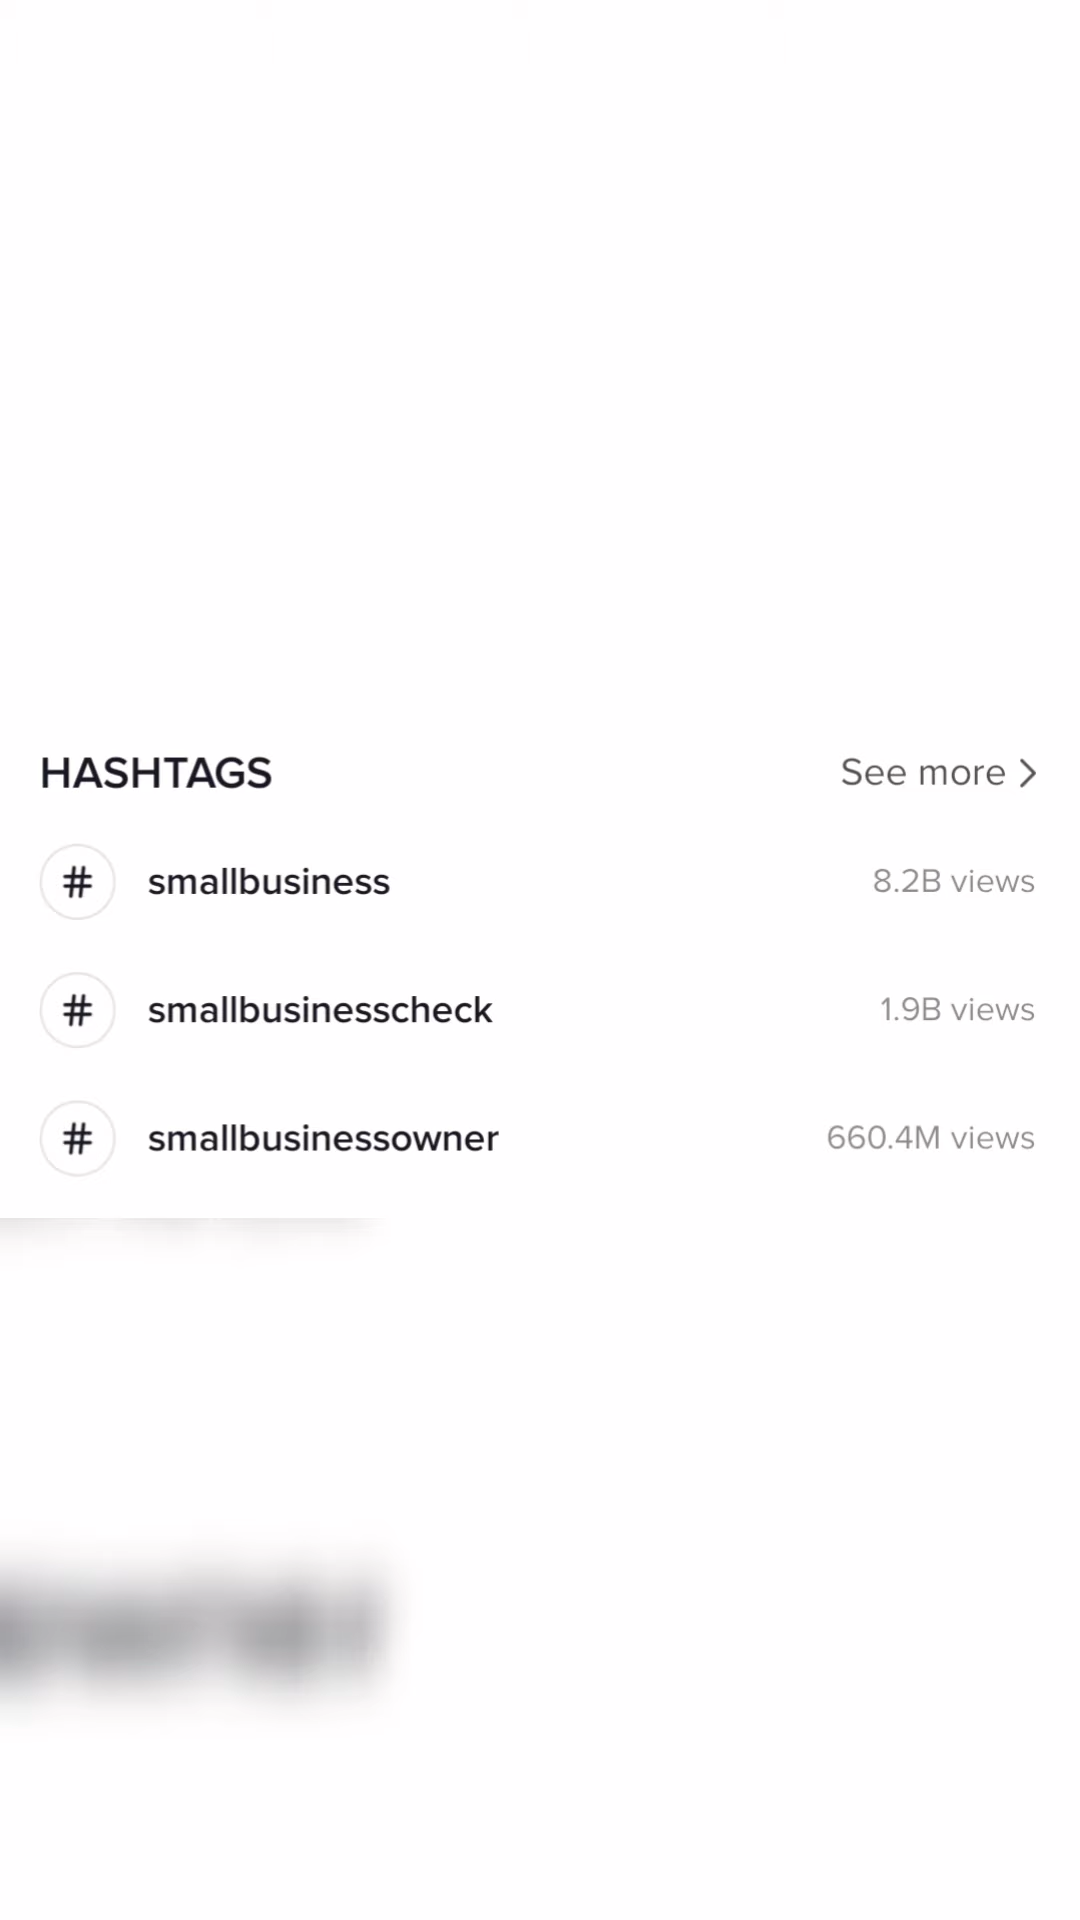 HASHTAGS See more
# smallbusiness 8.2B views
# smallbusinesscheck 1.9B views
# smallbusinessowner 660.4M views